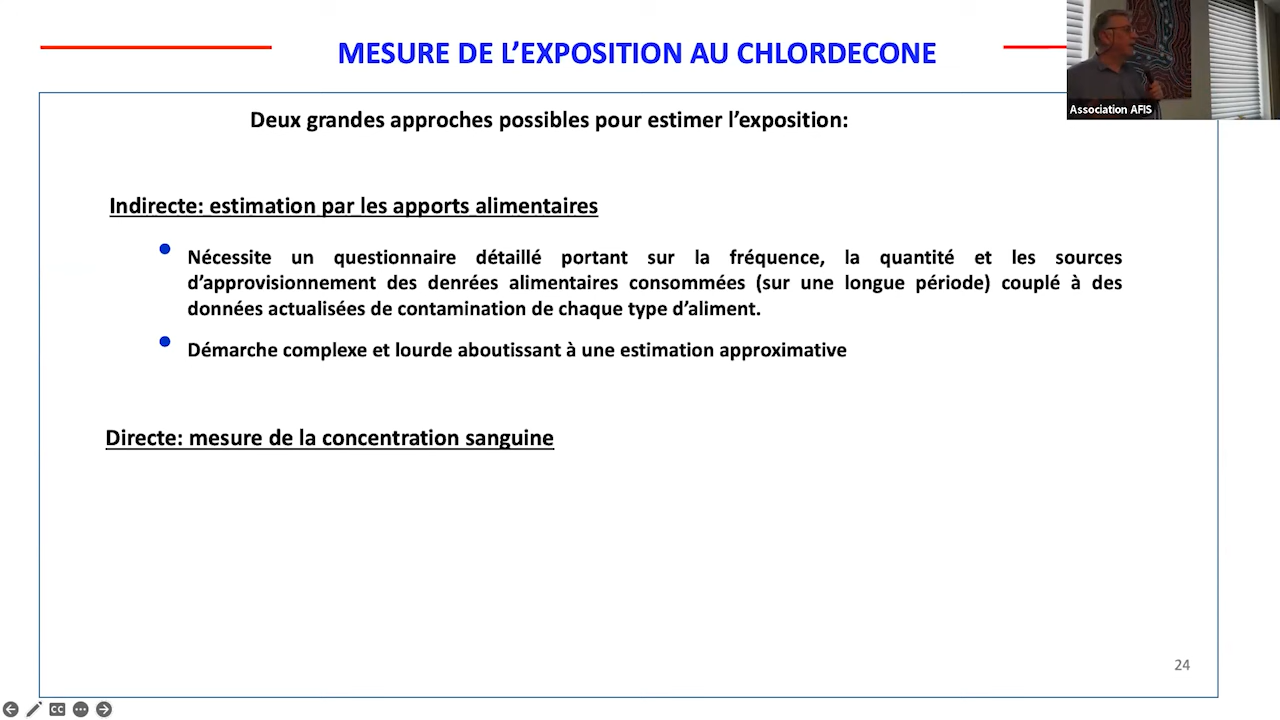 MESURE DE L’EXPOSITION AU CHLORDECONE
Association AFIS
Deux grandes approches possibles pour estimer l’exposition:
Indirecte: estimation par les apports alimentaires
• Nécessite un questionnaire détaillé portant sur la fréquence, la quantité et les sources
d’approvisionnement des denrées alimentaires consommées (sur une longue période) couplé à des
données actualisées de contamination de chaque type d’aliment.
• Démarche complexe et lourde aboutissant à une estimation approximative
Directe: mesure de la concentration sanguine
24
CC